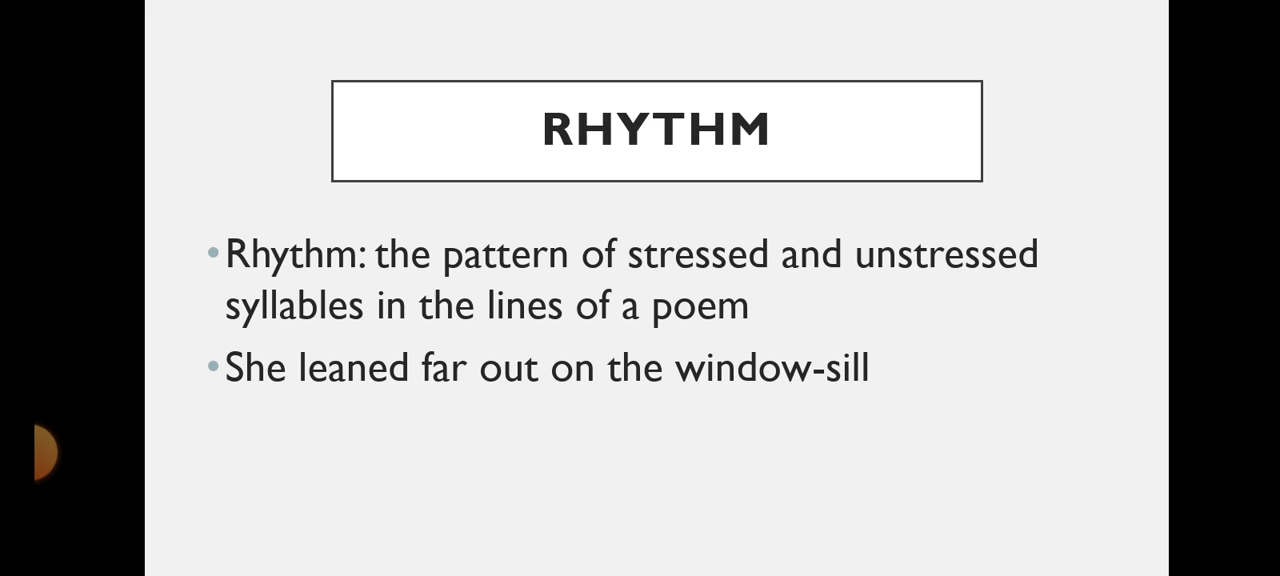 RHYTHM
•Rhythm: the pattern of stressed and unstressed
syllables in the lines of a poem
•She leaned far out on the window-sill